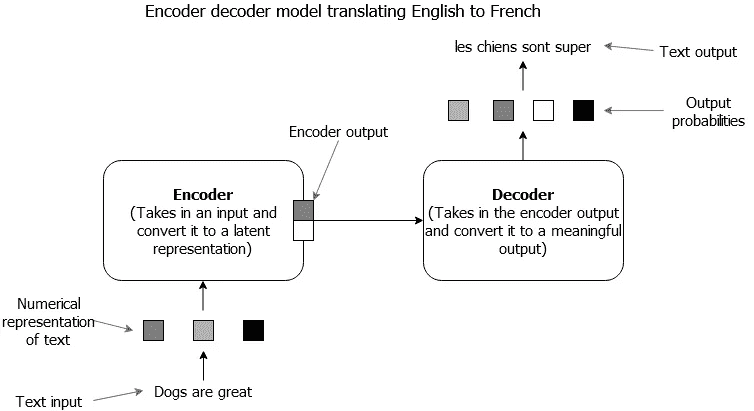 Encoder decoder model translating English to French
les chiens sont super
Text output
Output
probabilities
Encoder output
Encoder
(Takes in an input and
convert it to a latent
representation)
Decoder
(Takes in the encoder output
and convert it to a meaningful
output)
Numerical
representation
of text
Text input
Dogs are great